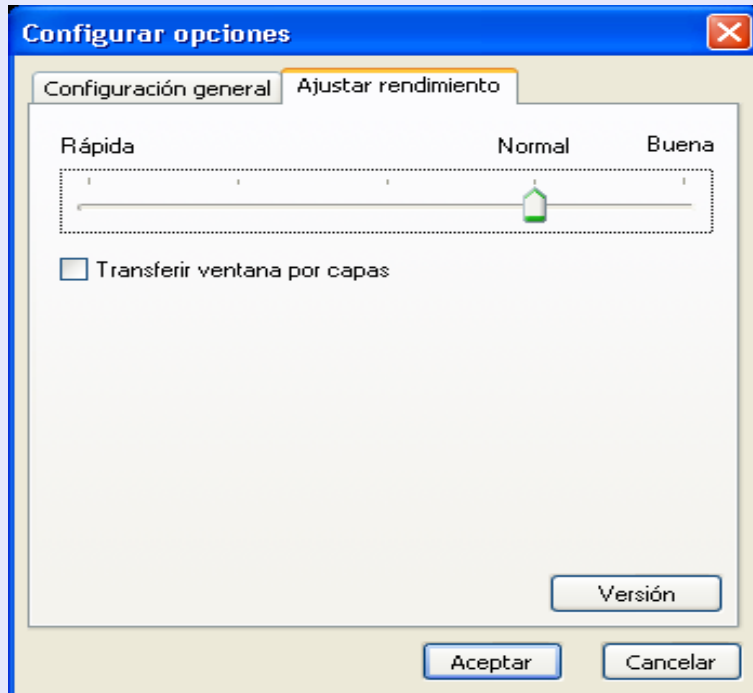 Configurar opciones
Configuración general Ajustar rendimiento
Rápida Normal Buena
Transferir ventana por capas
Versión
Aceptar Cancelar